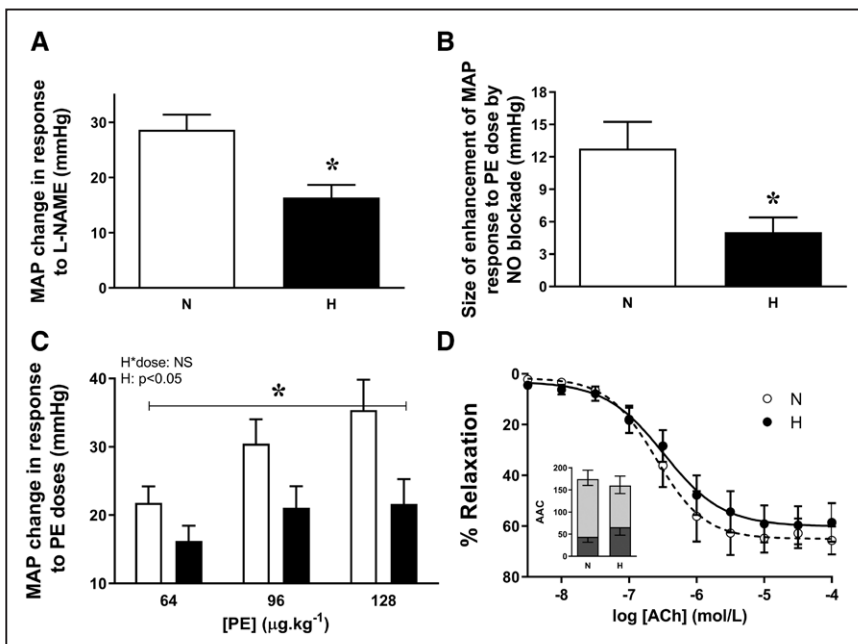 A
MAP change in response
to L-NAME (mmHg)
30
20
10
0
*
N
H
B
Size of enhancement of MAP
response to PE dose by
NO blockade (mmHg)
18
15
12
9
6
3
0
*
N
H
C
H*dose: NS
H: p<0.05
MAP change in response
to PE doses (mmHg)
40
30
20
10
*
64
96
128
[PE] (µg.kg⁻¹)
D
% Relaxation
0
20
40
60
80
N
H
AAC
200
150
100
50
0
N
H
-8
-7
-6
-5
-4
log [ACh] (mol/L)